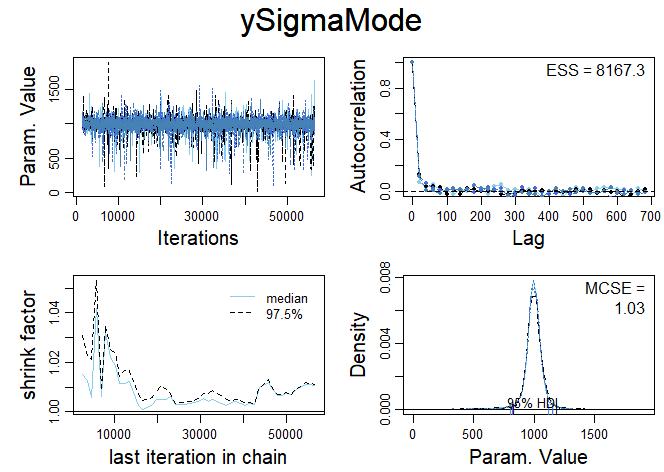 ySigmaMode
Param. Value
500
1500
0
0
10000
30000
50000
Iterations
Autocorrelation
0.0
0.4
0.8
ESS = 8167.3
0
100
200
300
400
500
600
700
Lag
shrink factor
1.00
1.02
1.04
median
97.5%
10000
30000
50000
last iteration in chain
Density
0.000
0.004
0.008
MCSE =
1.03
95% HDI
0
500
1000
1500
Param. Value